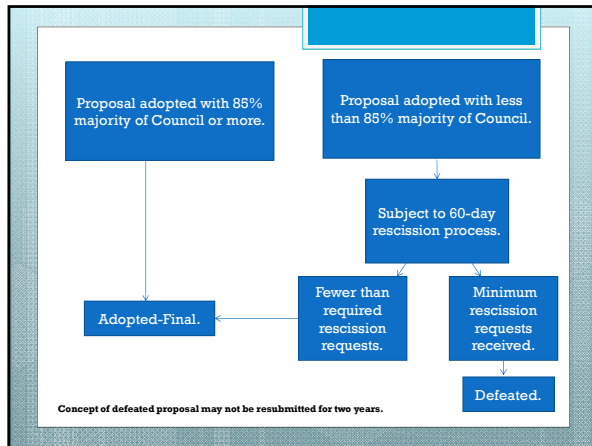 Proposal adopted with 85%
majority of Council or more.
Proposal adopted with less
than 85% majority of Council.
Subject to 60-day
rescission process.
Fewer than
required
rescission
requests.
Minimum
rescission
requests
received.
Adopted-Final.
Defeated.
Concept of defeated proposal may not be resubmitted for two years.